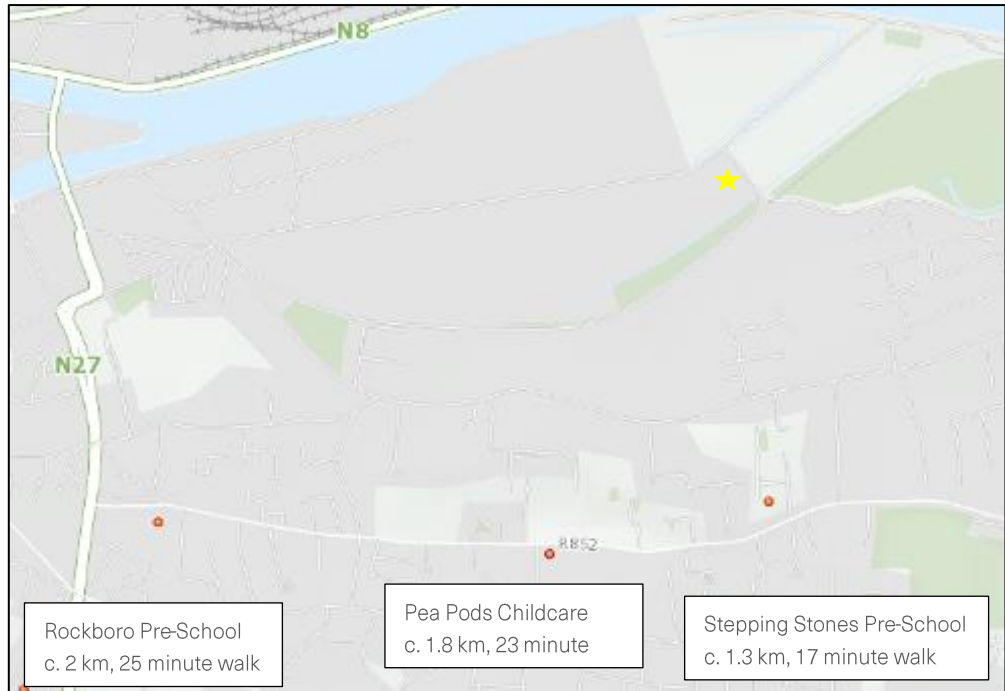 N8
N27
R852
Rockboro Pre-School
c. 2 km, 25 minute walk
Pea Pods Childcare
c. 1.8 km, 23 minute
Stepping Stones Pre-School
c. 1.3 km, 17 minute walk